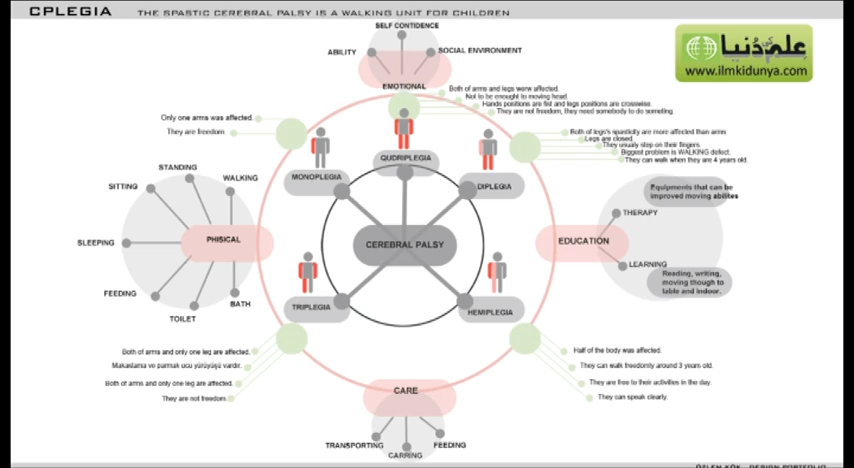 CPLEGIA THE SPASTIC CEREBRAL PALSY IS A WALKING UNIT FOR CHILDREN
علم کی دنیا
www.ilmkidunya.com
SELF CONTIDENCE
ABILITY
SOCIAL ENVIRONMENT
EMOTIONAL
Both of arms and legs werw affected.
Not to be enought to moving head.
Hands positions are fist and legs positions are crosswise.
They are not freedom, they need somebody to do someting.
Only one arms was affected.
They are freedom.
Both of legs's spasticlly are more affected than arms.
Legs are closed.
They usualy step on their fingers.
Biggest problem is WALKING defect.
They can walk when they are 4 years old.
QUDRIPLEGIA
MONOPLEGIA
DIPLEGIA
STANDING
WALKING
SITTING
PHISICAL
SLEEPING
FEEDING
TOILET
BATH
CEREBRAL PALSY
EDUCATION
Equipments that can be
improved moving abilites
THERAPY
LEARNING
Reading, writing,
moving though to
table and indoor.
TRIPLEGIA
HEMIPLEGIA
Both of arms and only one leg are affected.
Makaslama ve parmak ucu yürüyüşü vardır.
Both of arms and only one leg are affected.
They are not freedom.
Half of the body was affected.
They can walk freedomly around 3 years old.
They are free to their activities in the day.
They can speak clearly.
CARE
TRANSPORTING
CARRING
FEEDING
ÖZLEM KÖK - DESIGN PORTFOLIO